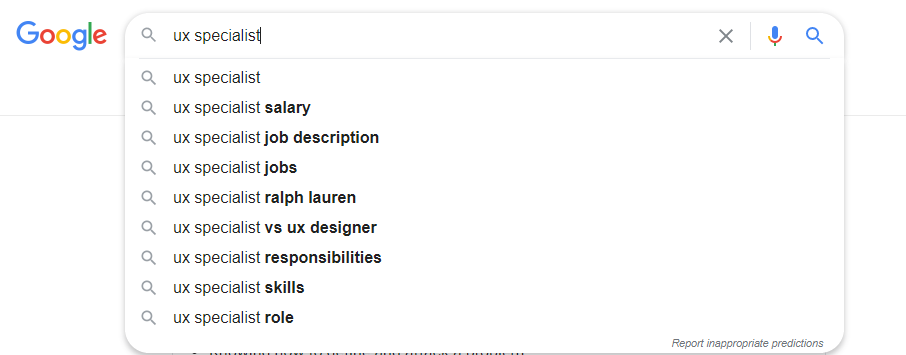 Google
ux specialist
ux specialist
ux specialist salary
ux specialist job description
ux specialist jobs
ux specialist ralph lauren
ux specialist vs ux designer
ux specialist responsibilities
ux specialist skills
ux specialist role
Report inappropriate predictions